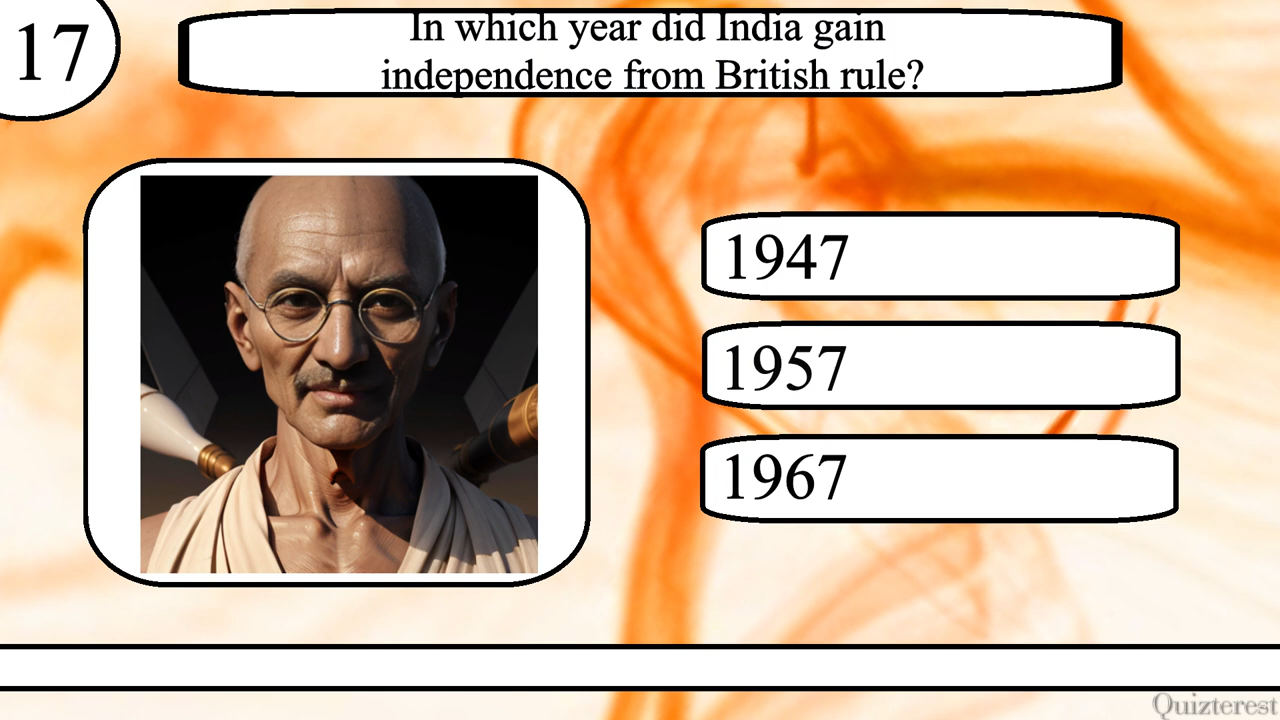 17
In which year did India gain
independence from British rule?
1947
1957
1967
Quizterest